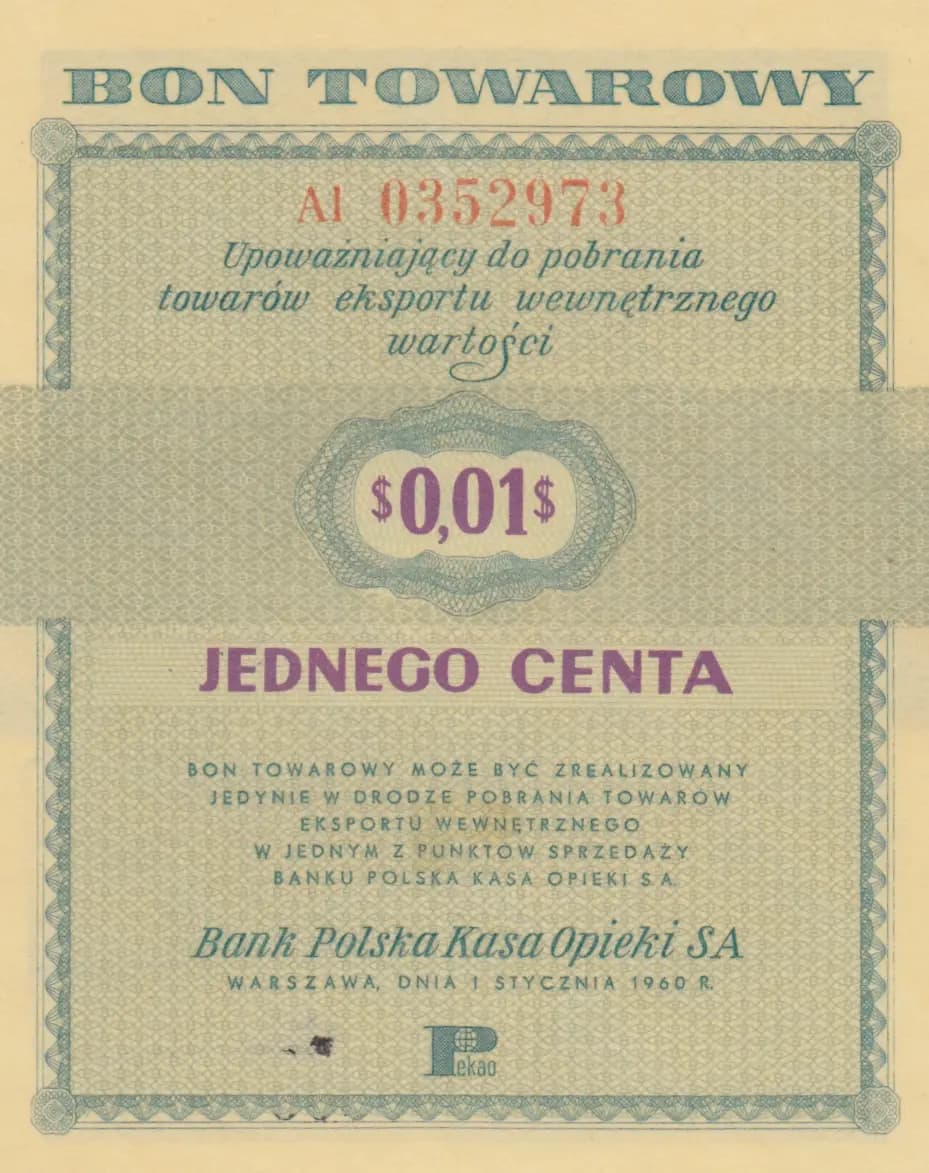 BON TOWAROWY
Al 0352973
Upoważniający do pobrania
towarów eksportu wewnętrznego
wartości
$0,01$
JEDNEGO CENTA
BON TOWAROWY MOŻE BYĆ ZREALIZOWANY
JEDYNIE W DRODZE POBRANIA TOWARÓW
EKSPORTU WEWNĘTRZNEGO
W JEDNYM Z PUNKTÓW SPRZEDAŻY
BANKU POLSKA KASA OPIEKI S.A.
Bank Polska Kasa Opieki SA
WARSZAWA, DNIA 1 STYCZNIA 1960 R.
Pekao